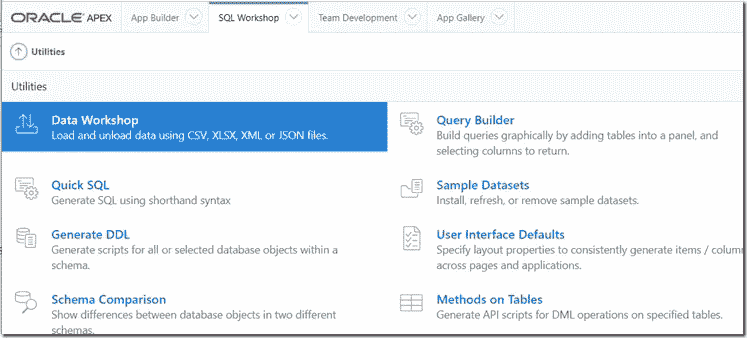 ORACLE APEX App Builder SQL Workshop Team Development App Gallery
Utilities
Utilities
Data Workshop
Load and unload data using CSV, XLSX, XML or JSON files.
Query Builder
Build queries graphically by adding tables into a panel, and
selecting columns to return.
Quick SQL
Generate SQL using shorthand syntax
Sample Datasets
Install, refresh, or remove sample datasets.
Generate DDL
Generate scripts for all or selected database objects within a
schema.
User Interface Defaults
Specify layout properties to consistently generate items / colum
across pages and applications.
Schema Comparison
Show differences between database objects in two different
schemas.
Methods on Tables
Generate API scripts for DML operations on specified tables.